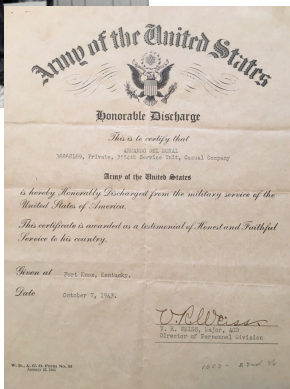 Army of the United States
Honorable Discharge
This is to certify that
ARMANDO DEL MORAL
Private, Service Unit, Casual Company
Army of the United States
is hereby Honorably Discharged from the military service of the
United States of America.
This certificate is awarded as a testimonial of Honest and Faithful
Service to his country.
Given at Fort Knox, Kentucky.
Date October 7, 1943.
Major, AGD
Director of Personnel Division
W. D., A. G. O. Form No. 55